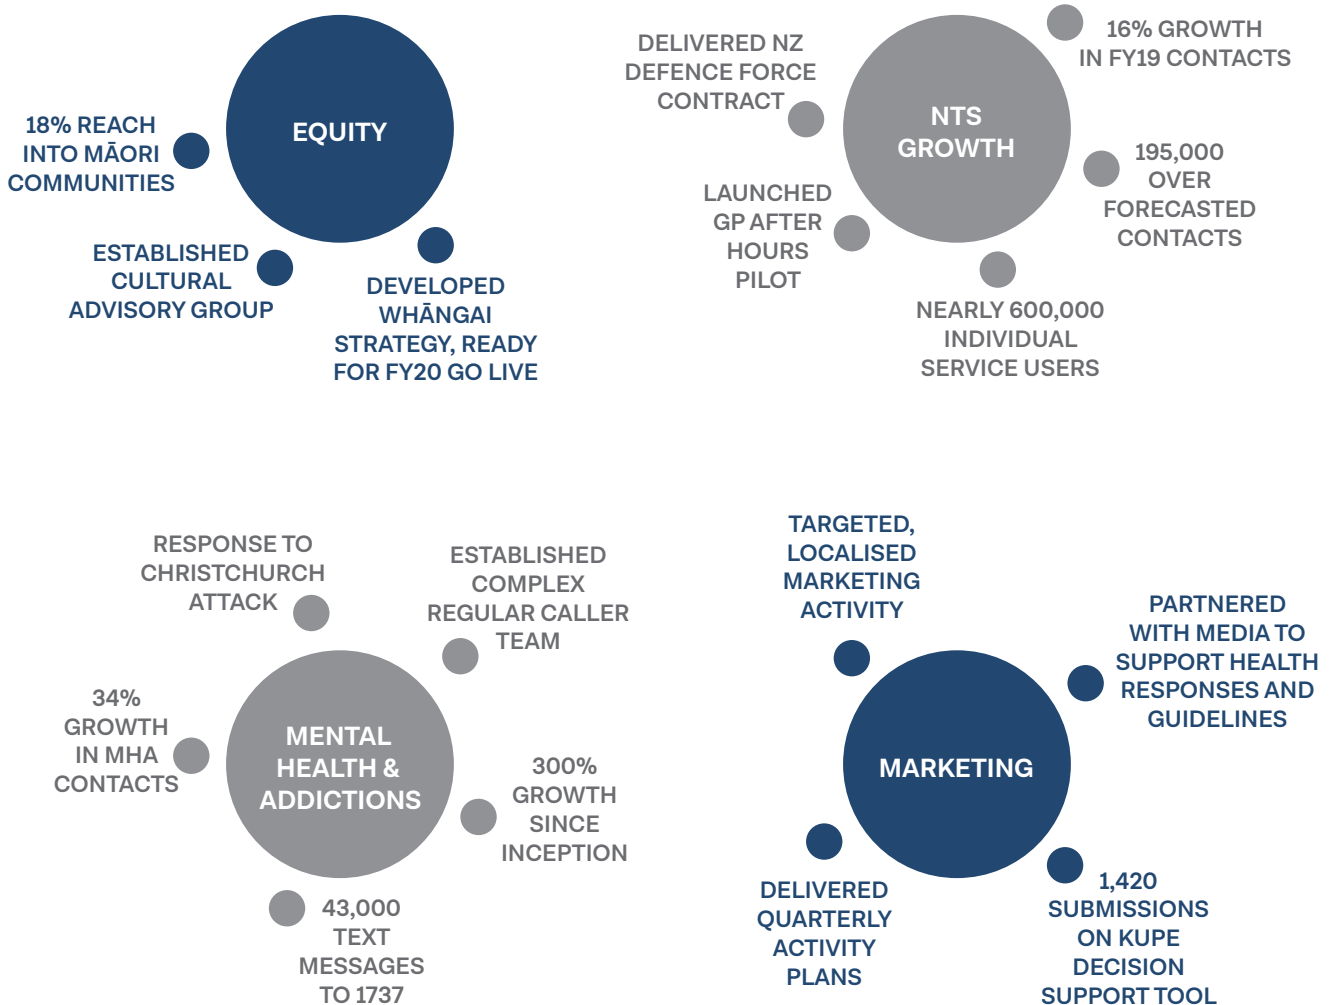 EQUITY
18% REACH
INTO MĀORI
COMMUNITIES
ESTABLISHED
CULTURAL
ADVISORY GROUP
DEVELOPED
WHĀNGAI
STRATEGY, READY
FOR FY20 GO LIVE
NTS
GROWTH
DELIVERED NZ
DEFENCE FORCE
CONTRACT
16% GROWTH
IN FY19 CONTACTS
195,000
OVER
FORECASTED
CONTACTS
LAUNCHED
GP AFTER
HOURS
PILOT
NEARLY 600,000
INDIVIDUAL
SERVICE USERS
MENTAL
HEALTH &
ADDICTIONS
RESPONSE TO
CHRISTCHURCH
ATTACK
ESTABLISHED
COMPLEX
REGULAR CALLER
TEAM
34%
GROWTH
IN MHA
CONTACTS
300%
GROWTH
SINCE
INCEPTION
43,000
TEXT
MESSAGES
TO 1737
MARKETING
TARGETED,
LOCALISED
MARKETING
ACTIVITY
PARTNERED
WITH MEDIA TO
SUPPORT HEALTH
RESPONSES AND
GUIDELINES
DELIVERED
QUARTERLY
ACTIVITY
PLANS
1,420
SUBMISSIONS
ON KUPE
DECISION
SUPPORT TOOL